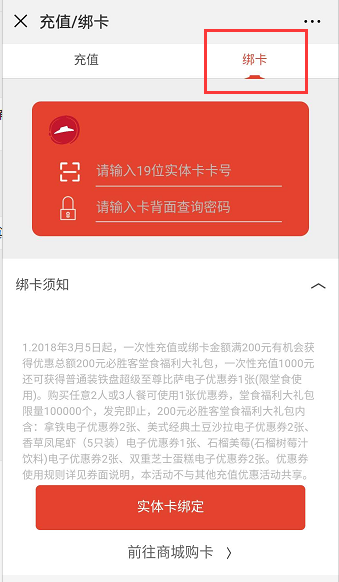 充值/绑卡
充值
绑卡
请输入19位实体卡卡号
请输入卡背面查询密码
绑卡须知
1.2018年3月5日起，一次性充值或绑卡金额满200元有机会获
得优惠总额200元必胜客堂食福利大礼包，一次性充值1000元
还可获得普通装铁盘超级至尊比萨电子优惠券1张(限堂食使
用)。购买任意2人或3人餐可使用1张优惠券，堂食福利大礼包
限量100000个，发完即止，200元必胜客堂食福利大礼包内
含：拿铁电子优惠券2张、美式经典土豆沙拉电子优惠券2张、
香草凤尾虾（5只装）电子优惠券1张、石榴美莓(石榴树莓汁
饮料)电子优惠券2张、双重芝士蛋糕电子优惠券2张。优惠券
使用规则详见券面说明，本活动不与其他充值优惠活动共享。
实体卡绑定
前往商城购卡